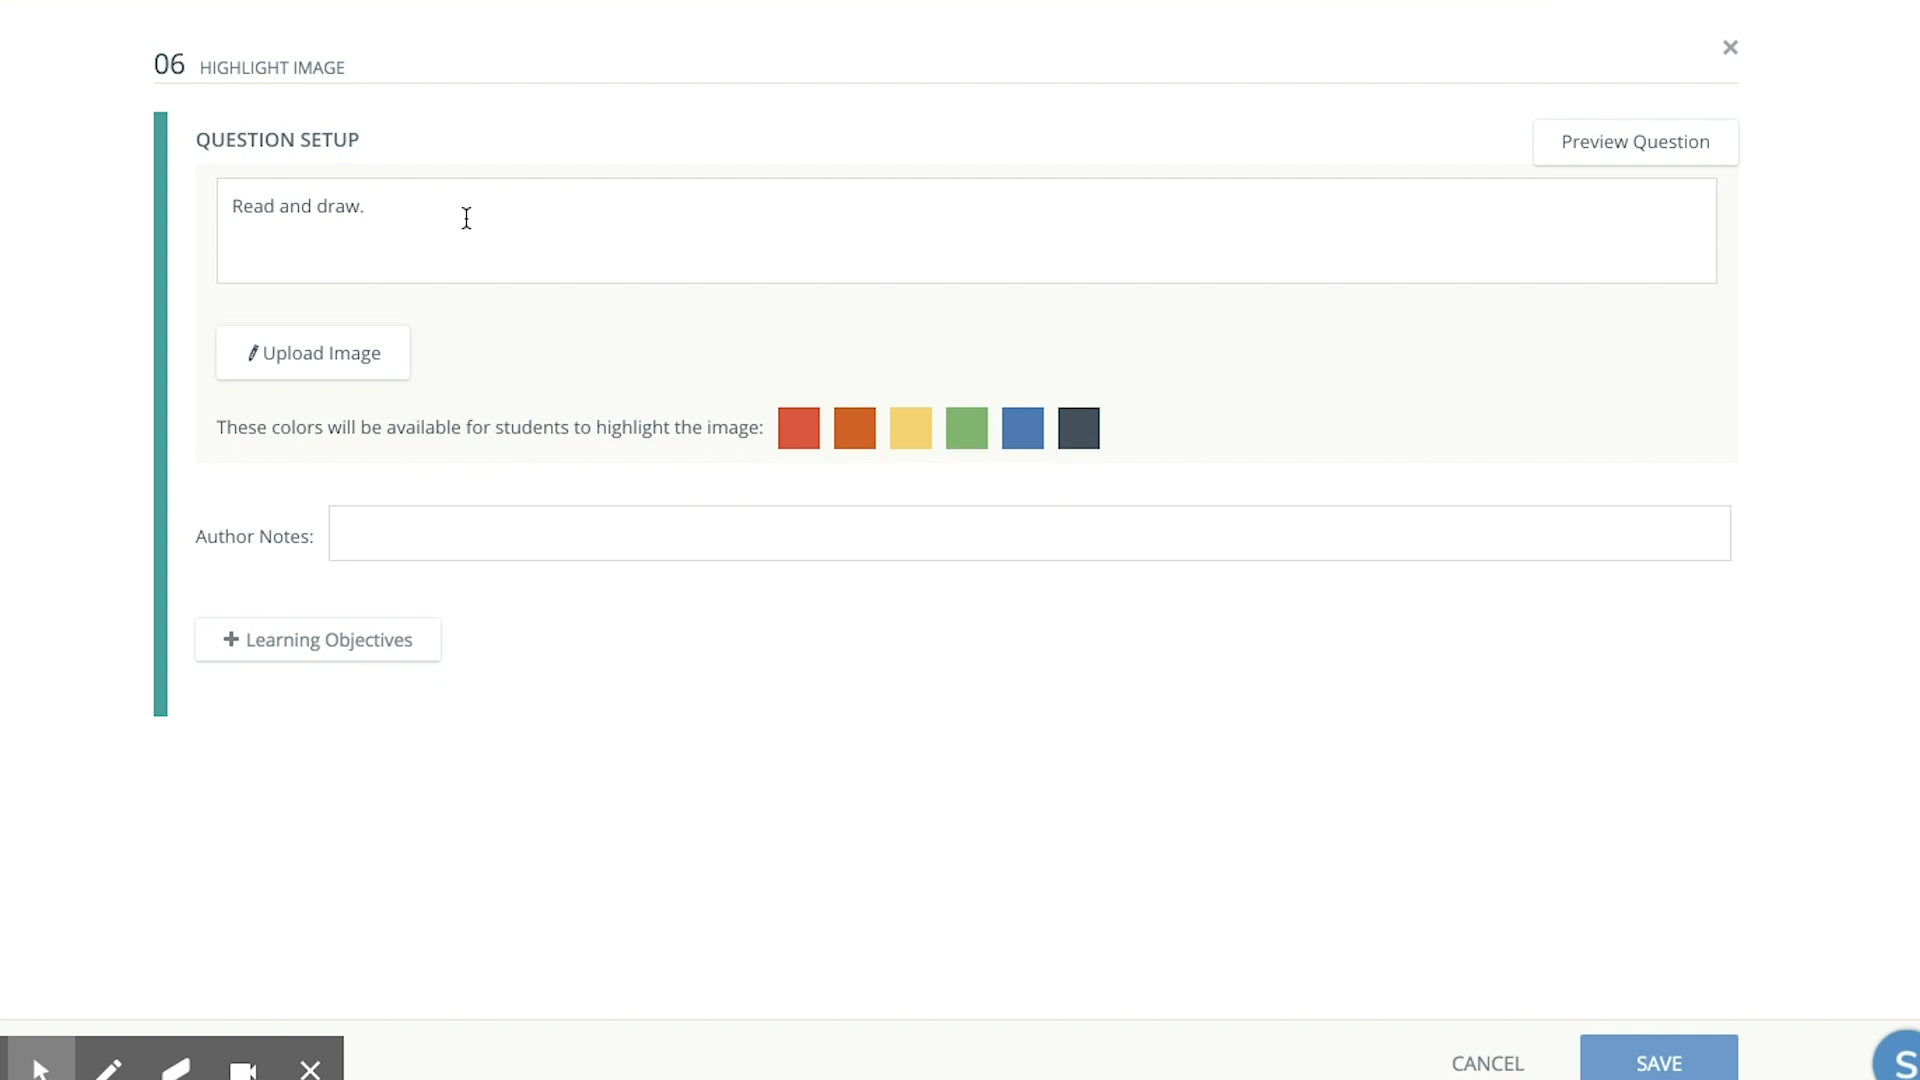 06 HIGHLIGHT IMAGE
QUESTION SETUP
Preview Question
Read and draw.
Upload Image
These colors will be available for students to highlight the image:
Author Notes:
+ Learning Objectives
CANCEL
SAVE
S